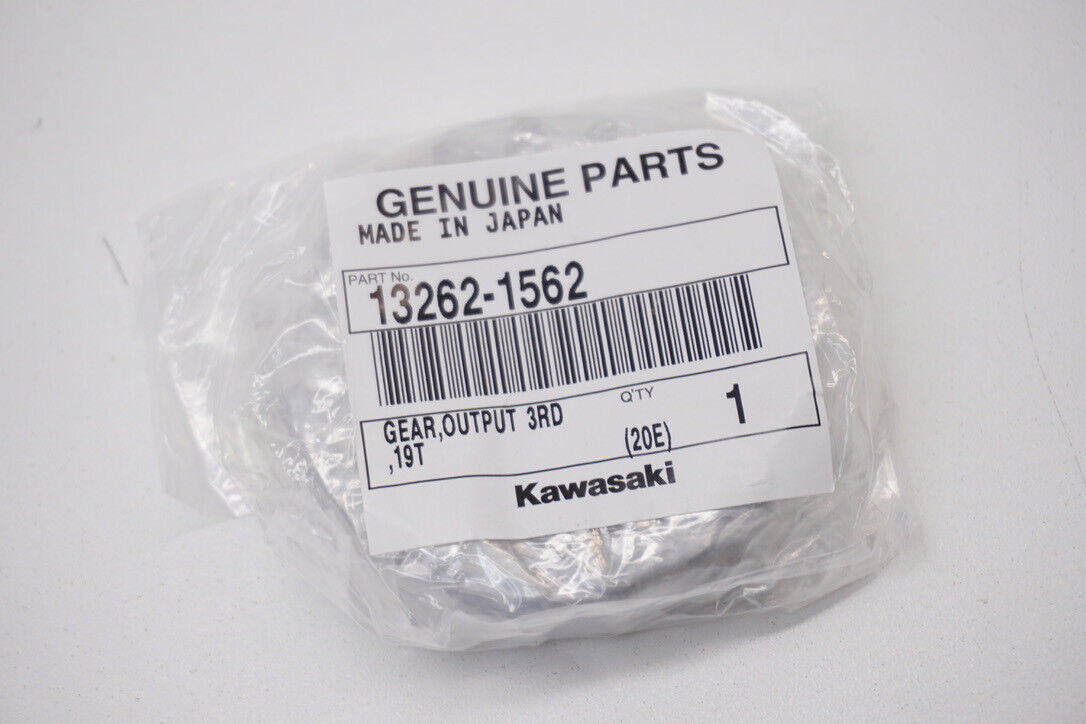 GENUINE PARTS
MADE IN JAPAN
PART No.
13262-1562
GEAR,OUTPUT 3RD
,19T
Q'TY
(20E)
1
Kawasaki